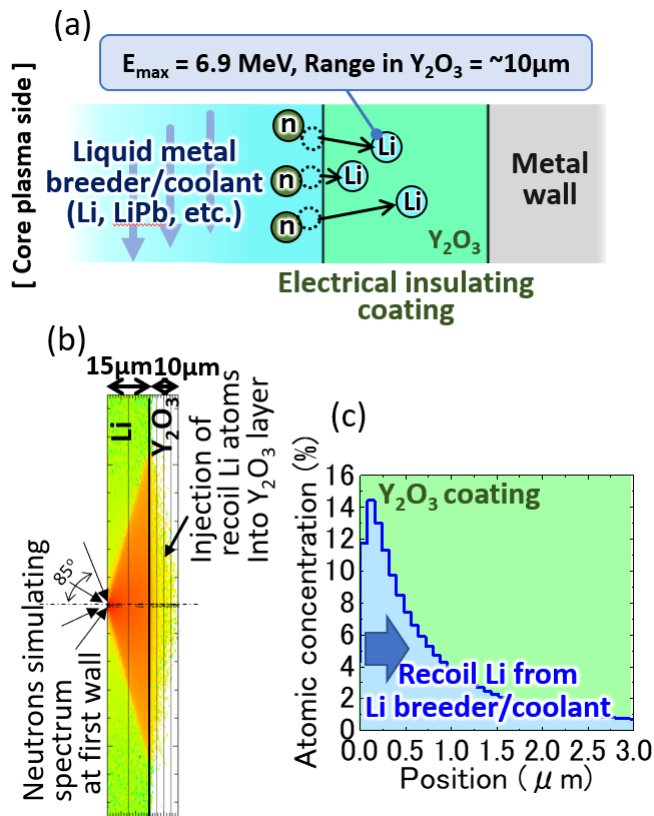 (a)
E_max = 6.9 MeV, Range in Y₂O₃ = ~10μm
[ Core plasma side ]
Liquid metal
breeder/coolant
(Li, LiPb, etc.)
n
Li
n
Li
n
Li
Y₂O₃
Metal
wall
Electrical insulating
coating
(b)
15μm 10μm
Li
Y₂O₃
Injection of
recoil Li atoms
Into Y₂O₃ layer
85°
Neutrons simulating
spectrum
at first wall
(c)
Atomic concentration (%)
16
14
12
10
8
6
4
2
0
Y₂O₃ coating
Recoil Li from
Li breeder/coolant
0.0 0.5 1.0 1.5 2.0 2.5 3.0
Position ( μ m)